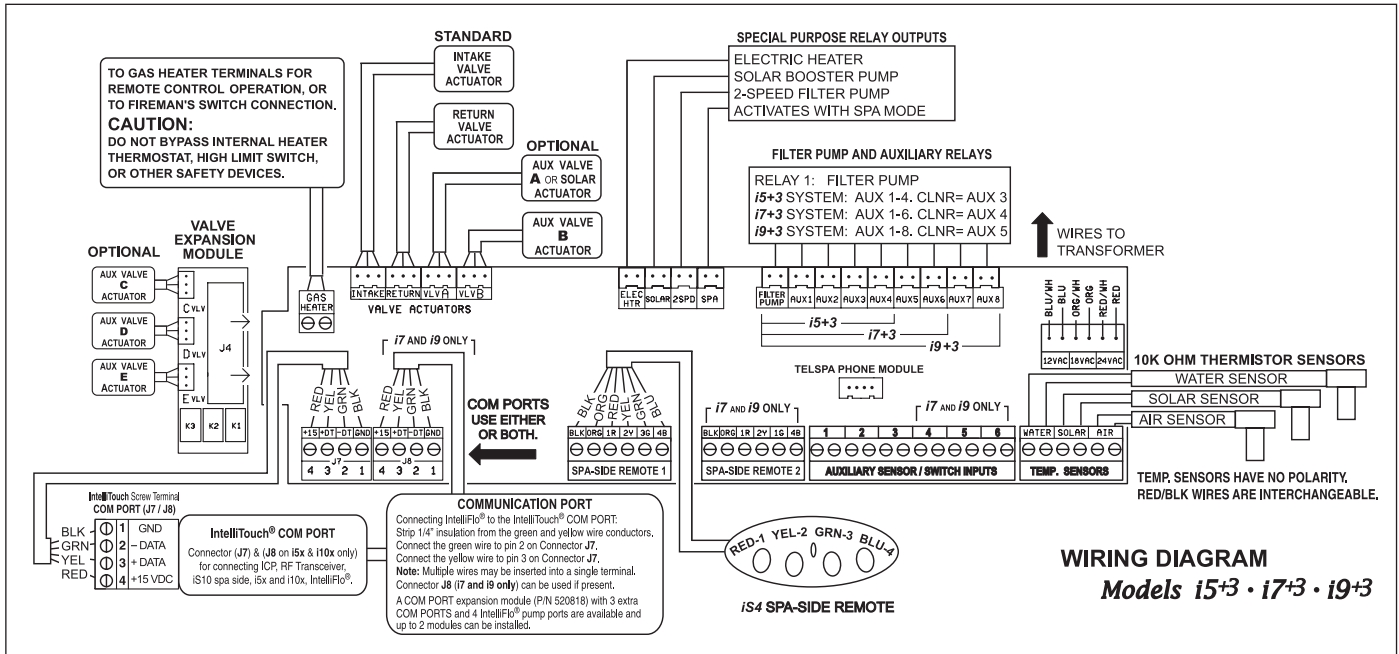 STANDARD
INTAKE
VALVE
ACTUATOR
RETURN
VALVE
ACTUATOR
OPTIONAL
AUX VALVE
A OR SOLAR
ACTUATOR
AUX VALVE
B
ACTUATOR
TO GAS HEATER TERMINALS FOR
REMOTE CONTROL OPERATION, OR
TO FIREMAN'S SWITCH CONNECTION.
CAUTION:
DO NOT BYPASS INTERNAL HEATER
THERMOSTAT, HIGH LIMIT SWITCH,
OR OTHER SAFETY DEVICES.
SPECIAL PURPOSE RELAY OUTPUTS
ELECTRIC HEATER
SOLAR BOOSTER PUMP
2-SPEED FILTER PUMP
ACTIVATES WITH SPA MODE
FILTER PUMP AND AUXILIARY RELAYS
RELAY 1: FILTER PUMP
i5+3 SYSTEM: AUX 1-4. CLNR= AUX 3
i7+3 SYSTEM: AUX 1-6. CLNR= AUX 4
i9+3 SYSTEM: AUX 1-8. CLNR= AUX 5
WIRES TO
TRANSFORMER
VALVE
EXPANSION
MODULE
OPTIONAL
AUX VALVE
C
ACTUATOR
AUX VALVE
D
ACTUATOR
AUX VALVE
E
ACTUATOR
C VLV
D VLV
E VLV
J4
K3 K2 K1
GAS
HEATER
INTAKE RETURN VLV A VLV B
VALVE ACTUATORS
ELEC
HTR SOLAR 2SPD SPA
FILTER
PUMP AUX1 AUX2 AUX3 AUX4 AUX5 AUX6 AUX7 AUX8
i5+3
i7+3
i9+3
BLU/WH BLU ORG/WH ORG RED/WH RED
12VAC 18VAC 24VAC
10K OHM THERMISTOR SENSORS
WATER SENSOR
SOLAR SENSOR
AIR SENSOR
TELSPA PHONE MODULE
i7 AND i9 ONLY
RED YEL GRN BLK
RED YEL GRN BLK
+15 +DT -DT GND
J7
4 3 2 1
+15 +DT -DT GND
J8
4 3 2 1
COM PORTS
USE EITHER
OR BOTH.
BLK ORG RED YEL GRN BLU
BLK ORG 1R 2Y 3G 4B
SPA-SIDE REMOTE 1
i7 AND i9 ONLY
BLK ORG 1R 2Y 1G 4B
SPA-SIDE REMOTE 2
i7 AND i9 ONLY
1 2 3 4 5 6
AUXILIARY SENSOR / SWITCH INPUTS
WATER SOLAR AIR
TEMP. SENSORS
TEMP. SENSORS HAVE NO POLARITY.
RED/BLK WIRES ARE INTERCHANGEABLE.
IntelliTouch Screw Terminal
COM PORT (J7 / J8)
BLK 1 GND
GRN 2 – DATA
YEL 3 + DATA
RED 4 +15 VDC
IntelliTouch® COM PORT
Connector (J7) & (J8 on i5x & i10x only)
for connecting ICP, RF Transceiver,
iS10 spa side, i5x and i10x, IntelliFlo®.
COMMUNICATION PORT
Connecting IntelliFlo® to the IntelliTouch® COM PORT:
Strip 1/4" insulation from the green and yellow wire conductors.
Connect the green wire to pin 2 on Connector J7.
Connect the yellow wire to pin 3 on Connector J7.
Note: Multiple wires may be inserted into a single terminal.
Connector J8 (i7 and i9 only) can be used if present.
A COM PORT expansion module (P/N 520818) with 3 extra
COM PORTS and 4 IntelliFlo® pump ports are available and
up to 2 modules can be installed.
RED-1 YEL-2 GRN-3 BLU-4
iS4 SPA-SIDE REMOTE
WIRING DIAGRAM
Models i5+3 • i7+3 • i9+3